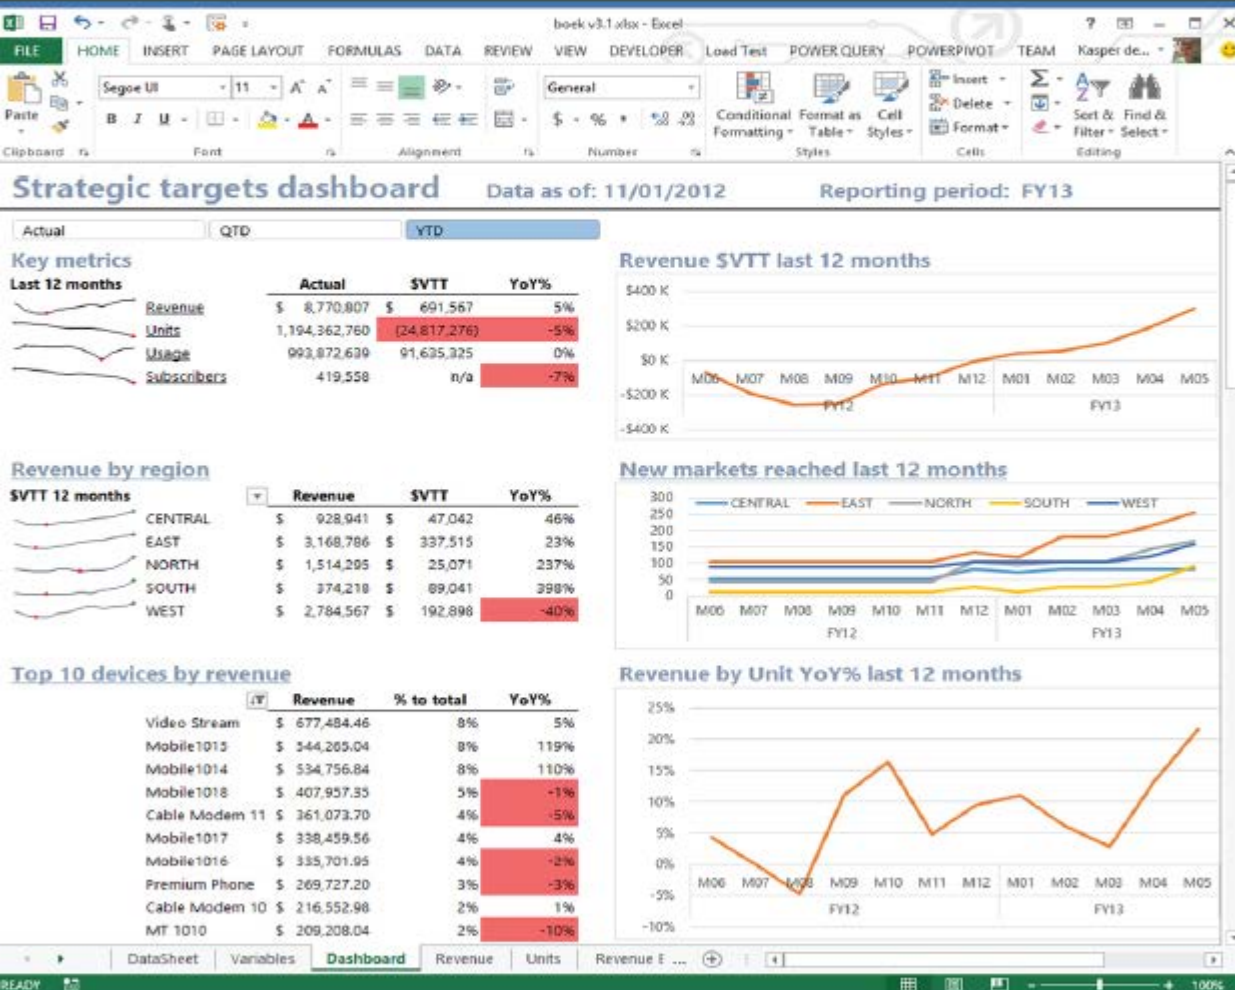 boek v3.1.xlsx - Excel
FILE HOME INSERT PAGE LAYOUT FORMULAS DATA REVIEW VIEW DEVELOPER Load Test POWER QUERY POWERPIVOT TEAM Kasper de...
Segoe UI 11 General
Paste B I U $ % Conditional Formatting Format as Table Cell Styles Insert Delete Format Sort & Filter Find & Select
Clipboard Font Alignment Number Styles Cells Editing
Strategic targets dashboard Data as of: 11/01/2012 Reporting period: FY13
Actual QTD YTD
Key metrics
Last 12 months Actual $VTT YoY%
Revenue $ 8,770,807 $ 691,567 5%
Units 1,194,362,760 (24,817,276) -5%
Usage 993,872,639 91,635,325 0%
Subscribers 419,558 n/a -7%
Revenue $VTT last 12 months
$400 K
$200 K
$0 K
-$200 K
-$400 K
M06 M07 M08 M09 M10 M11 M12 M01 M02 M03 M04 M05
FY12 FY13
Revenue by region
$VTT 12 months Revenue $VTT YoY%
CENTRAL $ 928,941 $ 47,042 46%
EAST $ 3,168,786 $ 337,515 23%
NORTH $ 1,514,295 $ 25,071 237%
SOUTH $ 374,218 $ 89,041 398%
WEST $ 2,784,567 $ 192,898 -40%
New markets reached last 12 months
CENTRAL EAST NORTH SOUTH WEST
300
250
200
150
100
50
0
M06 M07 M08 M09 M10 M11 M12 M01 M02 M03 M04 M05
FY12 FY13
Top 10 devices by revenue
Revenue % to total YoY%
Video Stream $ 677,484.46 8% 5%
Mobile1015 $ 544,265.04 8% 119%
Mobile1014 $ 534,756.84 8% 110%
Mobile1018 $ 407,957.35 5% -1%
Cable Modem 11 $ 361,073.70 4% -5%
Mobile1017 $ 338,459.56 4% 4%
Mobile1016 $ 335,701.95 4% -2%
Premium Phone $ 269,727.20 3% -3%
Cable Modem 10 $ 216,552.98 2% 1%
MT 1010 $ 209,208.04 2% -10%
Revenue by Unit YoY% last 12 months
25%
20%
15%
10%
5%
0%
-5%
-10%
M06 M07 M08 M09 M10 M11 M12 M01 M02 M03 M04 M05
FY12 FY13
DataSheet Variables Dashboard Revenue Units Revenue E ...
READY 100%